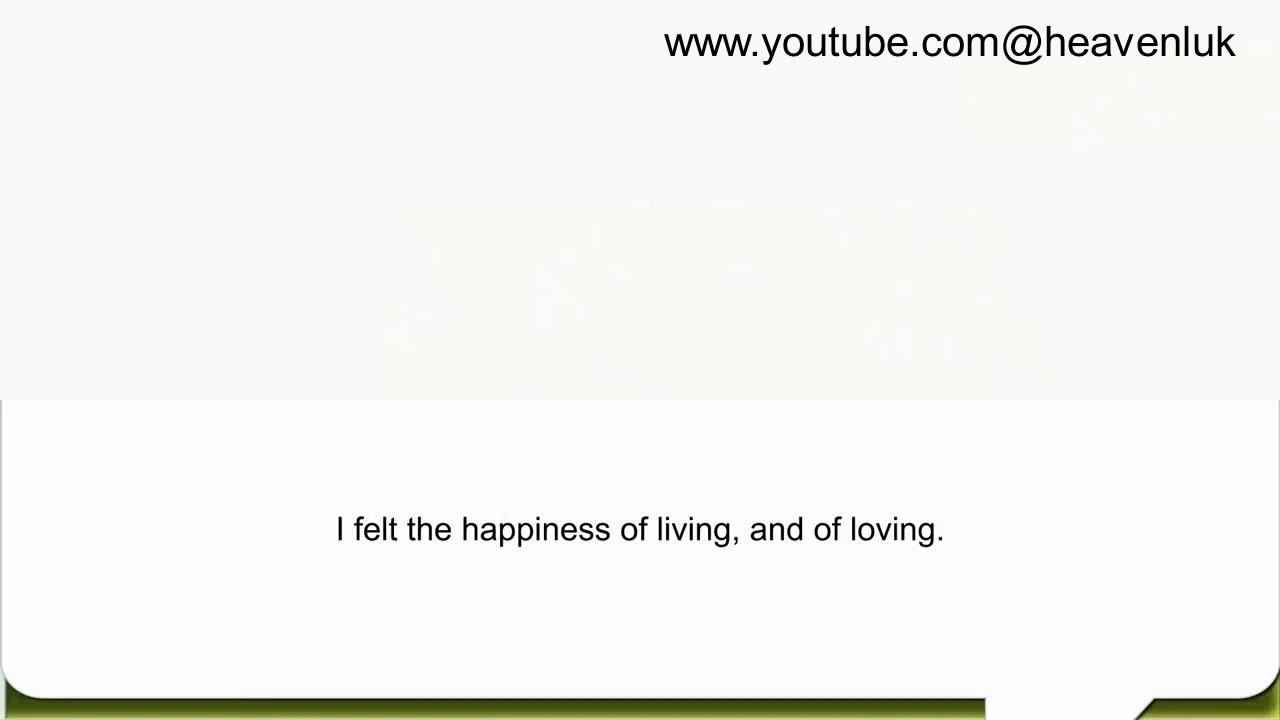 www.youtube.com@heavenluk
I felt the happiness of living, and of loving.